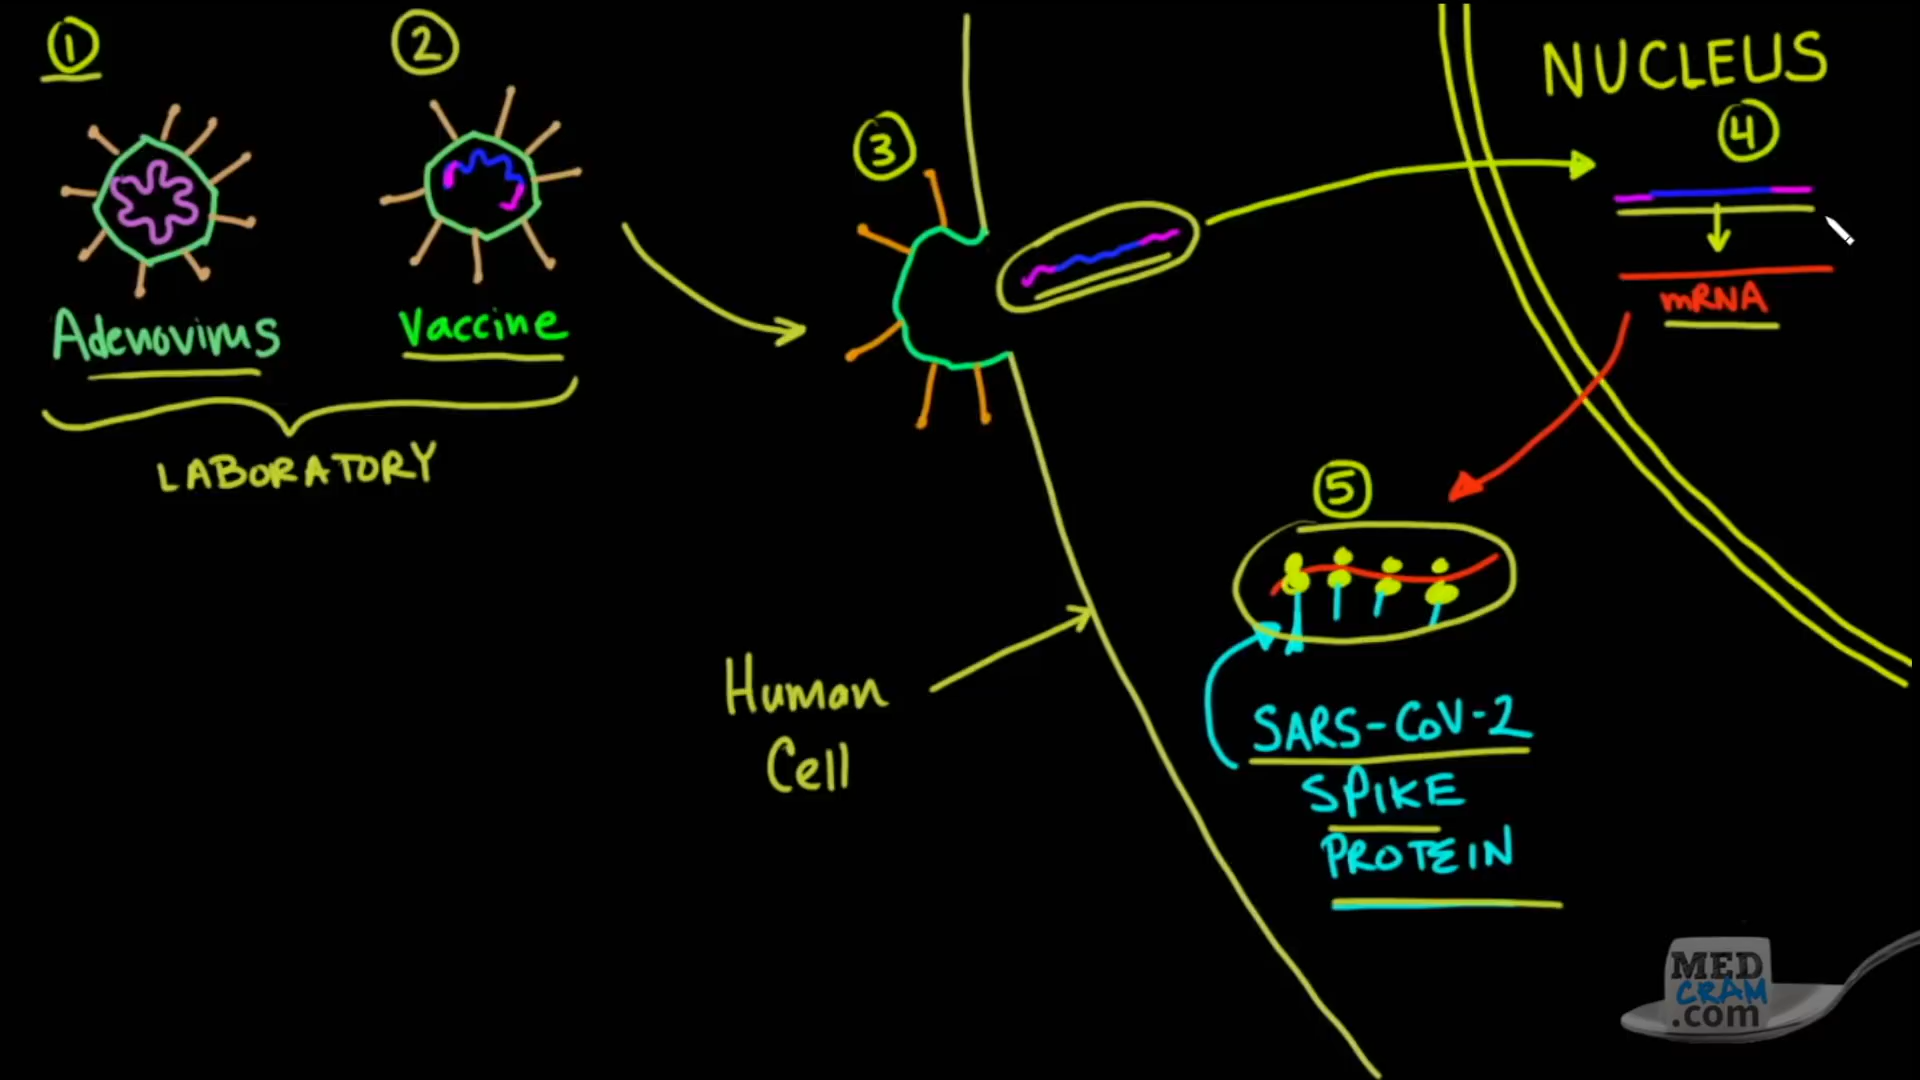 1
2
Adenovirus
Vaccine
LABORATORY
3
NUCLEUS
4
mRNA
5
Human
Cell
SARS-CoV-2
SPIKE
PROTEIN
MED
CRAM
.com